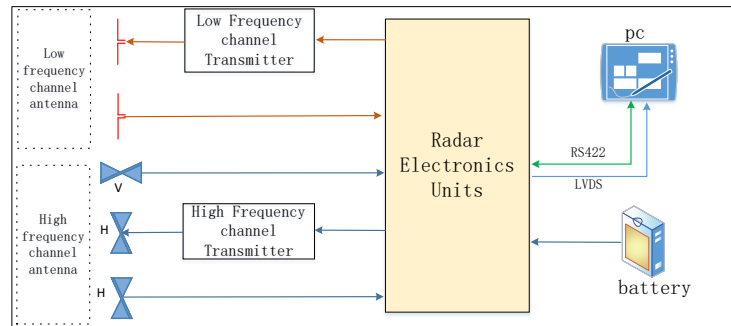 Low
frequency
channel
antenna
Low Frequency
channel
Transmitter
V
H
H
High
frequency
channel
antenna
High Frequency
channel
Transmitter
Radar
Electronics
Units
pc
RS422
LVDS
battery